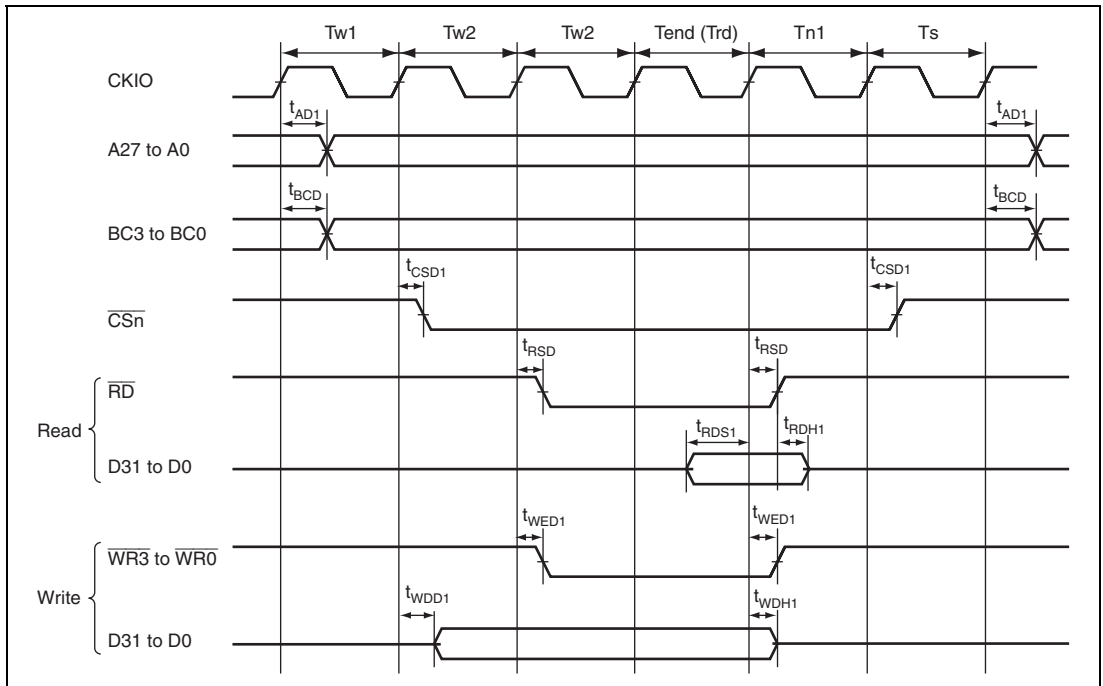 Tw1 Tw2 Tw2 Tend (Trd) Tn1 Ts
CKIO
tAD1 tAD1
A27 to A0
tBCD tBCD
BC3 to BC0
tCSD1 tCSD1
CSn
tRSD tRSD
RD
Read
tRDS1 tRDH1
D31 to D0
tWED1 tWED1
WR3 to WR0
Write
tWDD1 tWDH1
D31 to D0